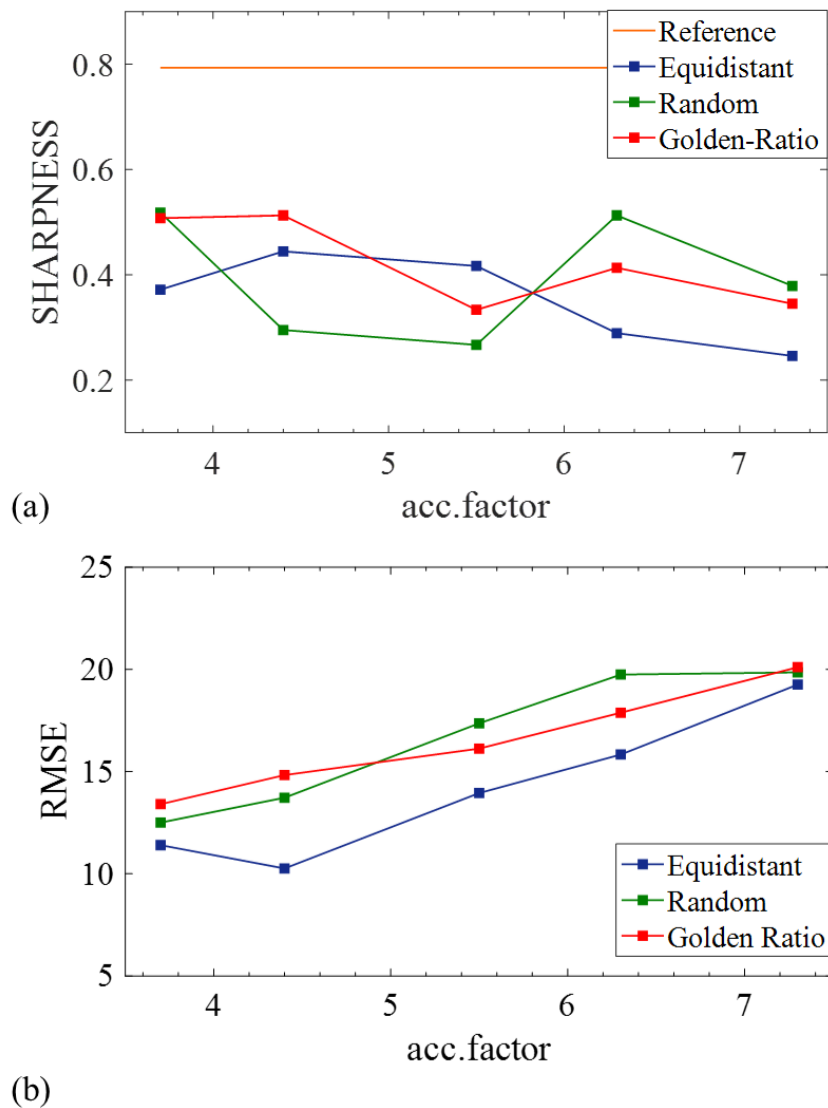 0.8
0.6
0.4
0.2
SHARPNESS
Reference
Equidistant
Random
Golden-Ratio
4 5 6 7
acc.factor
(a)
25
20
15
10
5
RMSE
Equidistant
Random
Golden Ratio
4 5 6 7
acc.factor
(b)